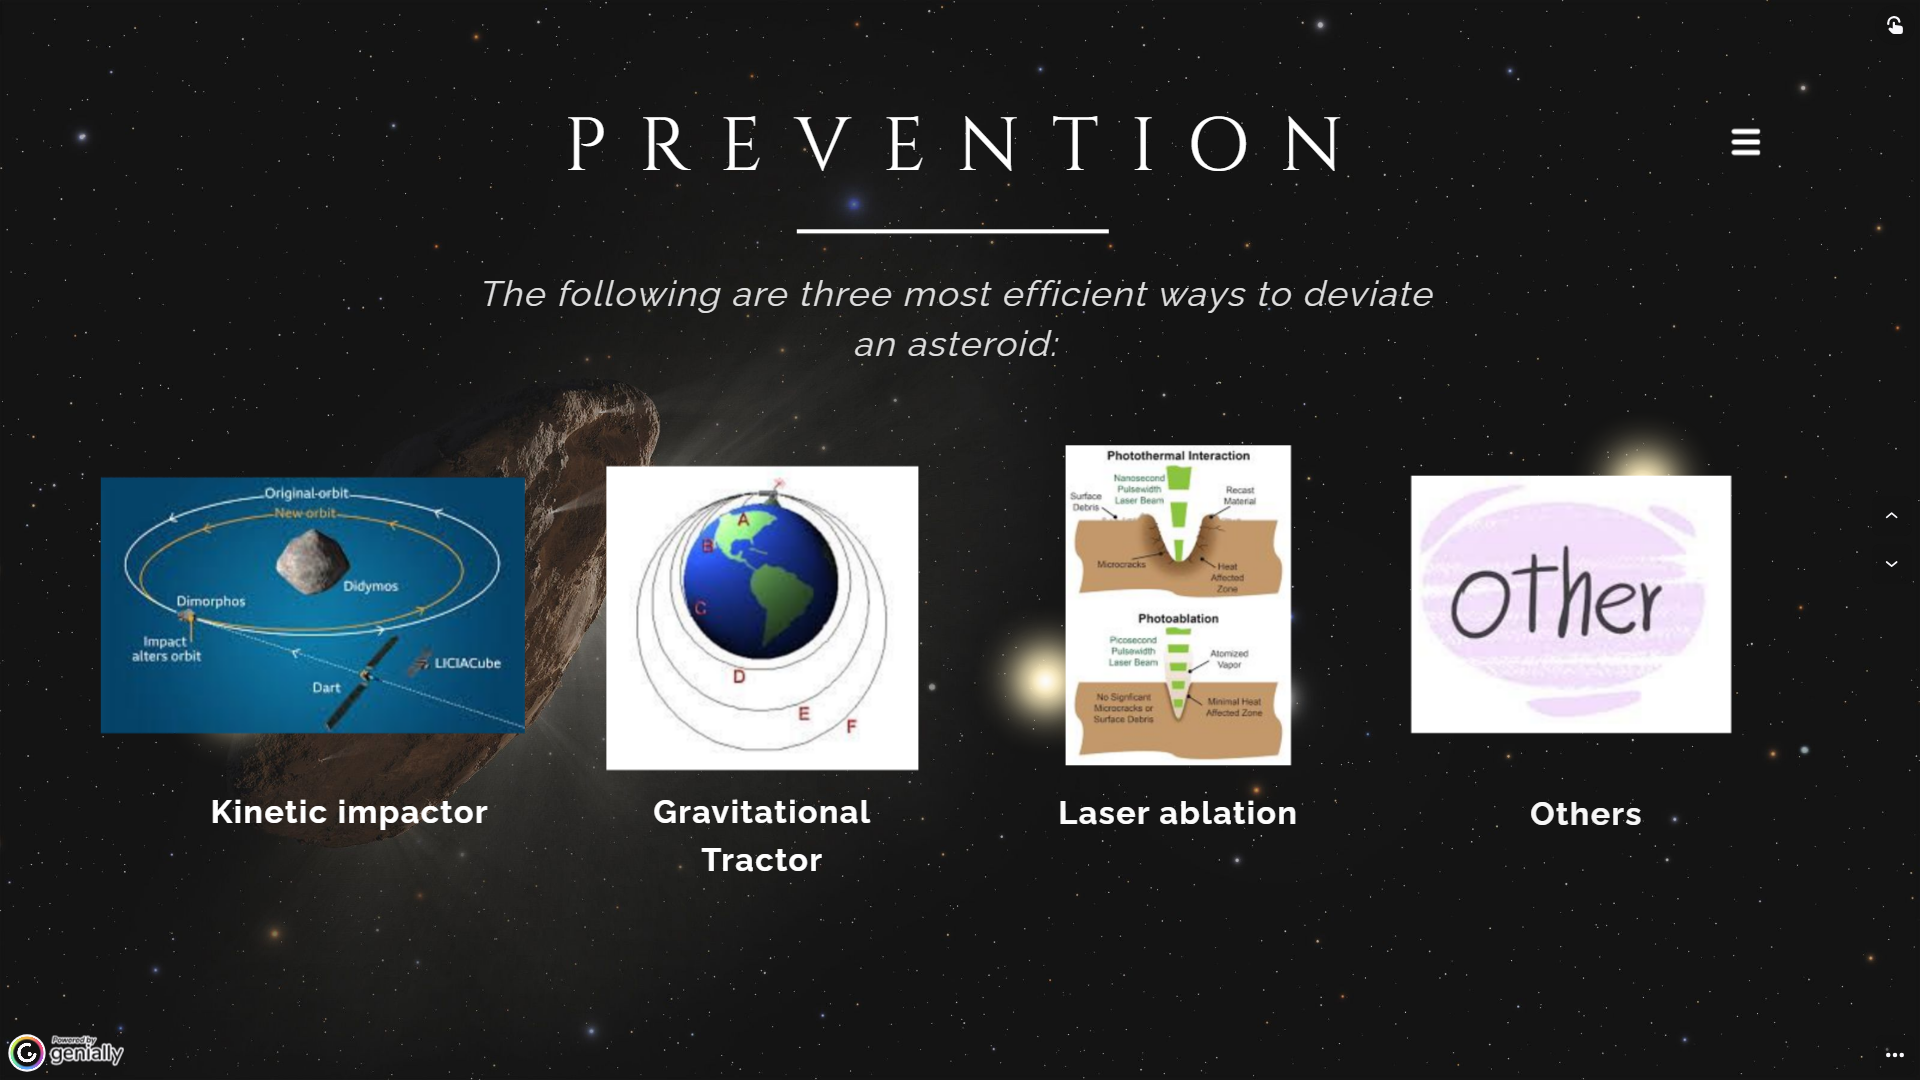 PREVENTION
The following are three most efficient ways to deviate
an asteroid:
Original orbit
New orbit
Didymos
Dimorphos
Impact
alters orbit
LICIACube
Dart
Kinetic impactor
A
B
C
D
E
F
Gravitational
Tractor
Photothermal Interaction
Nanosecond
Pulsewidth
Laser Beam
Surface
Debris
Recast
Material
Microcracks
Heat
Affected
Zone
Photoablation
Picosecond
Pulsewidth
Laser Beam
Atomized
Vapor
No Signficant
Microcracks or
Surface Debris
Minimal Heat
Affected Zone
Laser ablation
other
Others
Powered by
genially